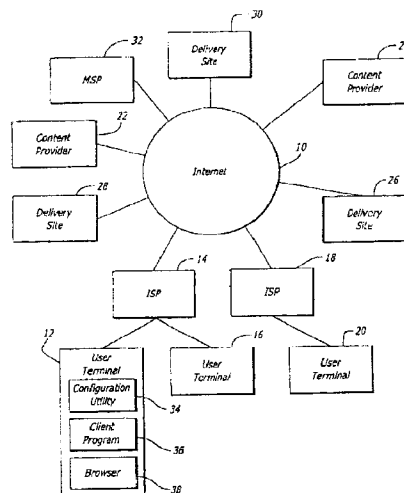 30
32
Delivery
Site
MSP
Content
Provider
22
Content
Provider
10
Internet
28
26
Delivery
Site
Delivery
Site
14
18
ISP
ISP
12
16
20
User
Terminal
User
Terminal
User
Terminal
Configuration
Utility
34
Client
Program
36
Browser
38